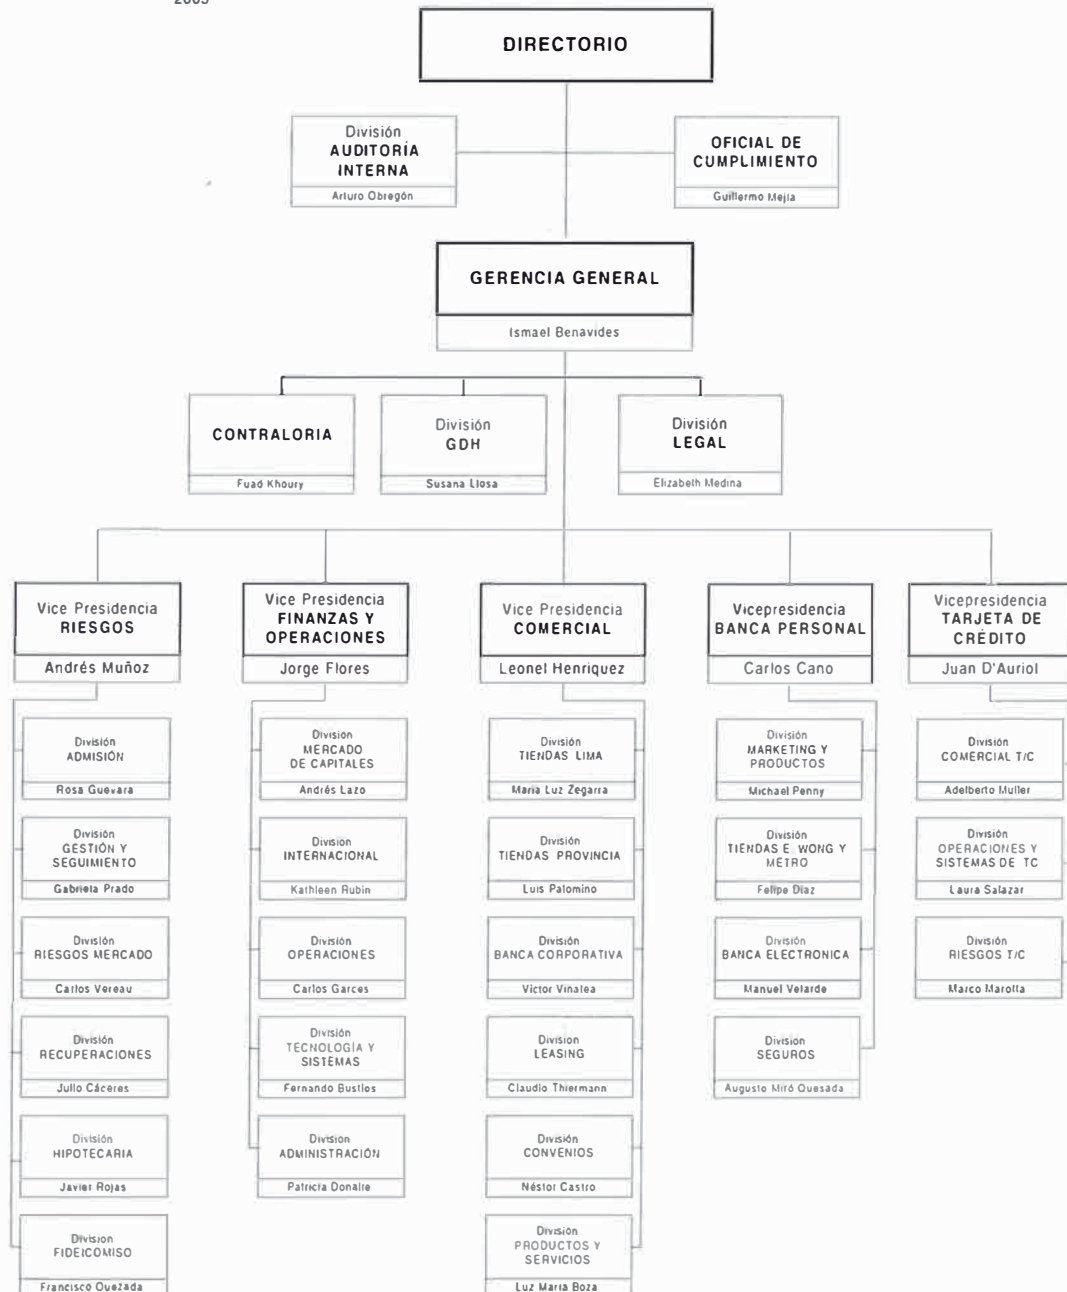 2005
DIRECTORIO
División
AUDITORÍA
INTERNA
Arturo Obregón
OFICIAL DE
CUMPLIMIENTO
Guillermo Mejía
GERENCIA GENERAL
Ismael Benavides
CONTRALORIA
Fuad Khoury
División
GDH
Susana Llosa
División
LEGAL
Elizabeth Medina
Vice Presidencia
RIESGOS
Andrés Muñoz
División
ADMISIÓN
Rosa Guevara
División
GESTIÓN Y
SEGUIMIENTO
Gabriela Prado
División
RIESGOS MERCADO
Carlos Vereau
División
RECUPERACIONES
Julio Cáceres
División
HIPOTECARIA
Javier Rojas
División
FIDEICOMISO
Francisco Quezada
Vice Presidencia
FINANZAS Y
OPERACIONES
Jorge Flores
División
MERCADO
DE CAPITALES
Andrés Lazo
División
INTERNACIONAL
Kathleen Rubin
División
OPERACIONES
Carlos Garces
División
TECNOLOGÍA Y
SISTEMAS
Fernando Bustios
División
ADMINISTRACIÓN
Patricia Donaire
Vice Presidencia
COMERCIAL
Leonel Henriquez
División
TIENDAS LIMA
María Luz Zegarra
División
TIENDAS PROVINCIA
Luis Palomino
División
BANCA CORPORATIVA
Victor Vinatea
Division
LEASING
Claudio Thiermann
División
CONVENIOS
Néstor Castro
División
PRODUCTOS Y
SERVICIOS
Luz María Boza
Vicepresidencia
BANCA PERSONAL
Carlos Cano
División
MARKETING Y
PRODUCTOS
Michael Penny
División
TIENDAS E. WONG Y
METRO
Felipe Diaz
División
BANCA ELECTRONICA
Manuel Velarde
División
SEGUROS
Augusto Miró Quesada
Vicepresidencia
TARJETA DE
CRÉDITO
Juan D'Auriol
División
COMERCIAL T/C
Adelberto Muller
División
OPERACIONES Y
SISTEMAS DE TC
Laura Salazar
División
RIESGOS T/C
Marco Marotta